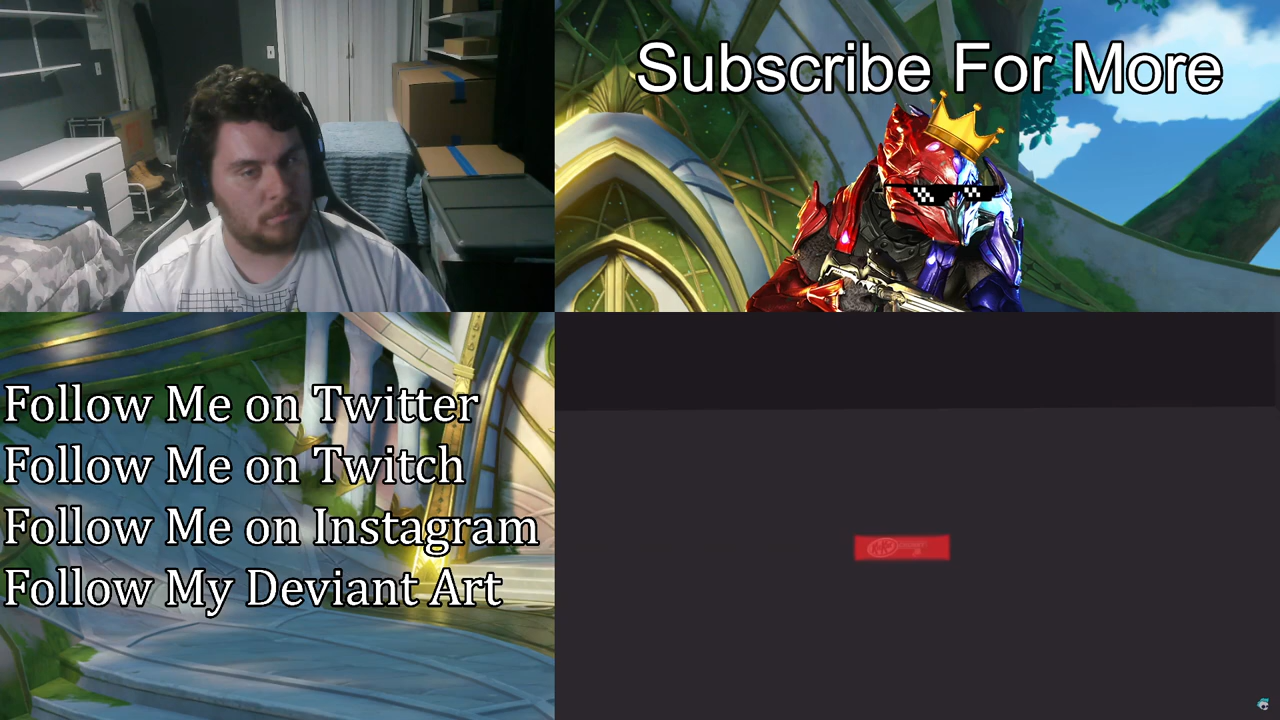 Subscribe For More
Follow Me on Twitter
Follow Me on Twitch
Follow Me on Instagram
Follow My Deviant Art